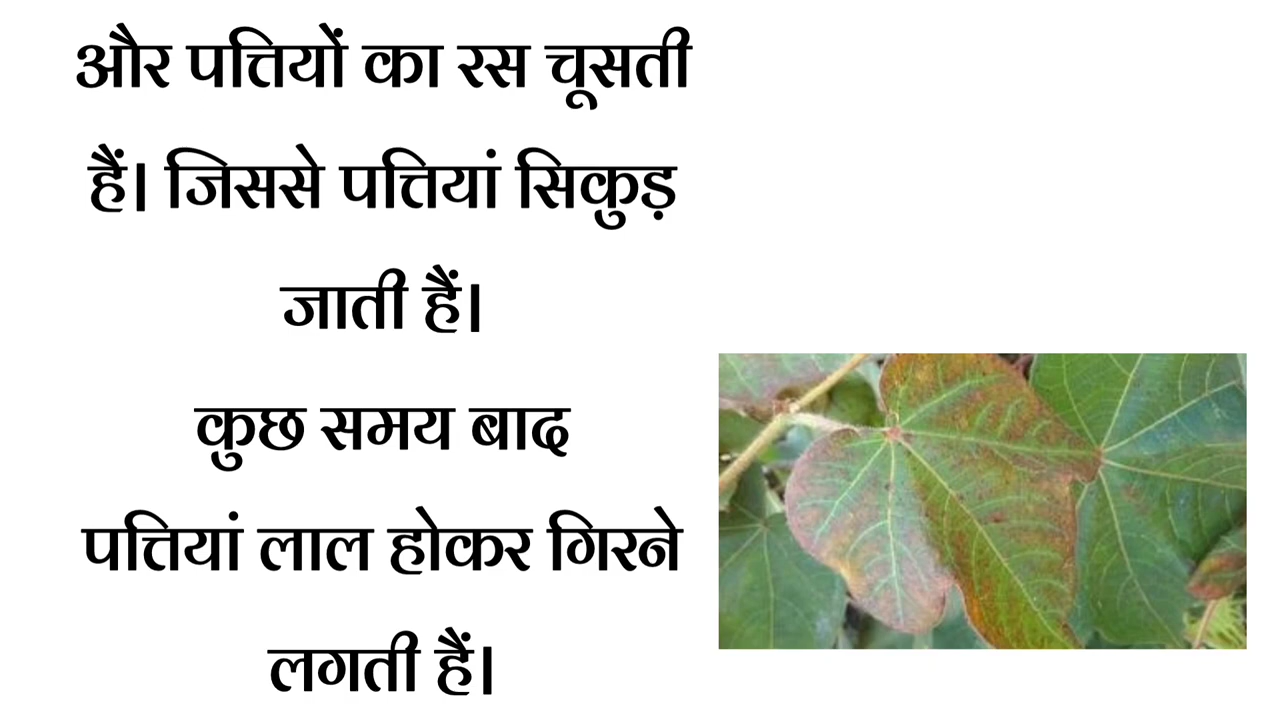 और पत्तियों का रस चूसती
हैं। जिससे पत्तियां सिकुड़
जाती हैं।
कुछ समय बाद
पत्तियां लाल होकर गिरने
लगती हैं।